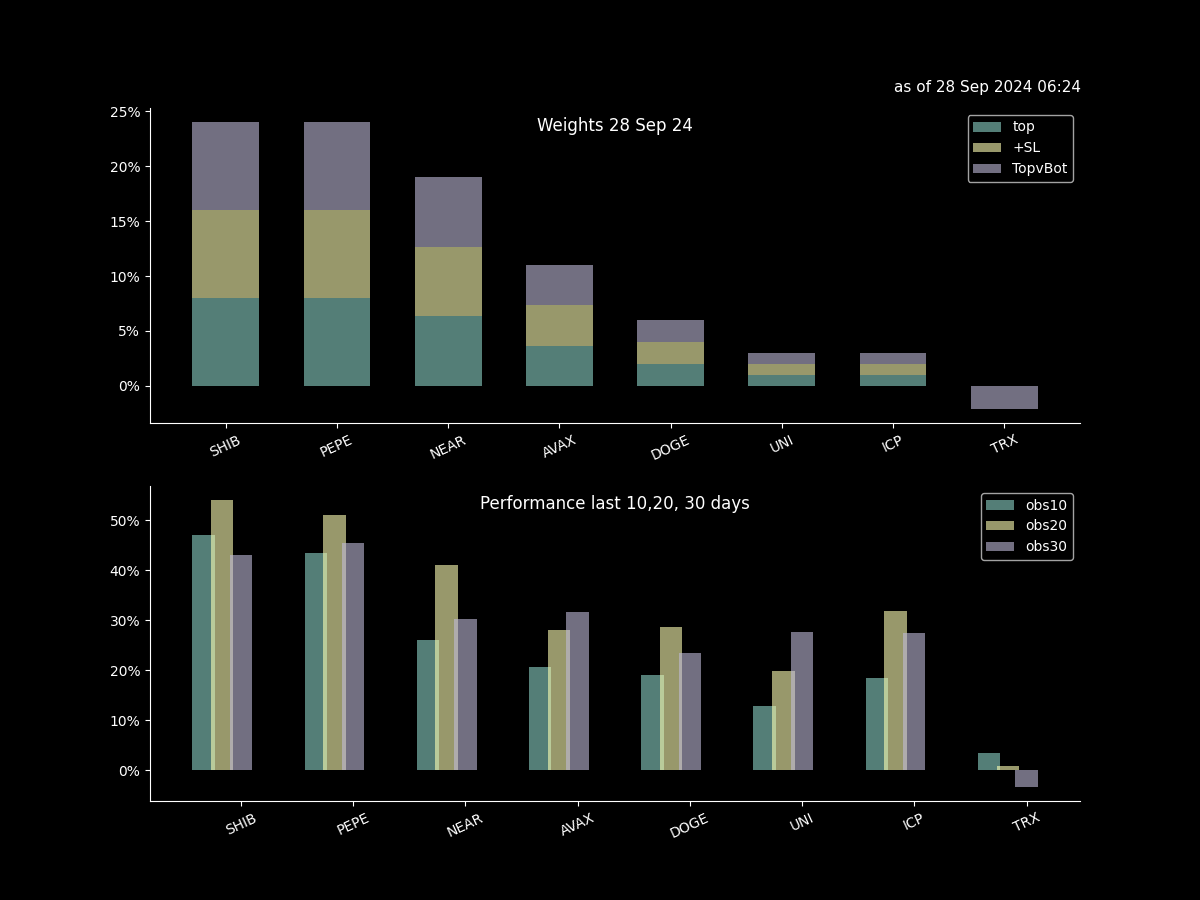 as of 28 Sep 2024 06:24
Weights 28 Sep 24
25%
20%
15%
10%
5%
0%
top
+SL
TopvBot
SHIB PEPE NEAR AVAX DOGE UNI ICP TRX
Performance last 10,20, 30 days
50%
40%
30%
20%
10%
0%
obs10
obs20
obs30
SHIB PEPE NEAR AVAX DOGE UNI ICP TRX